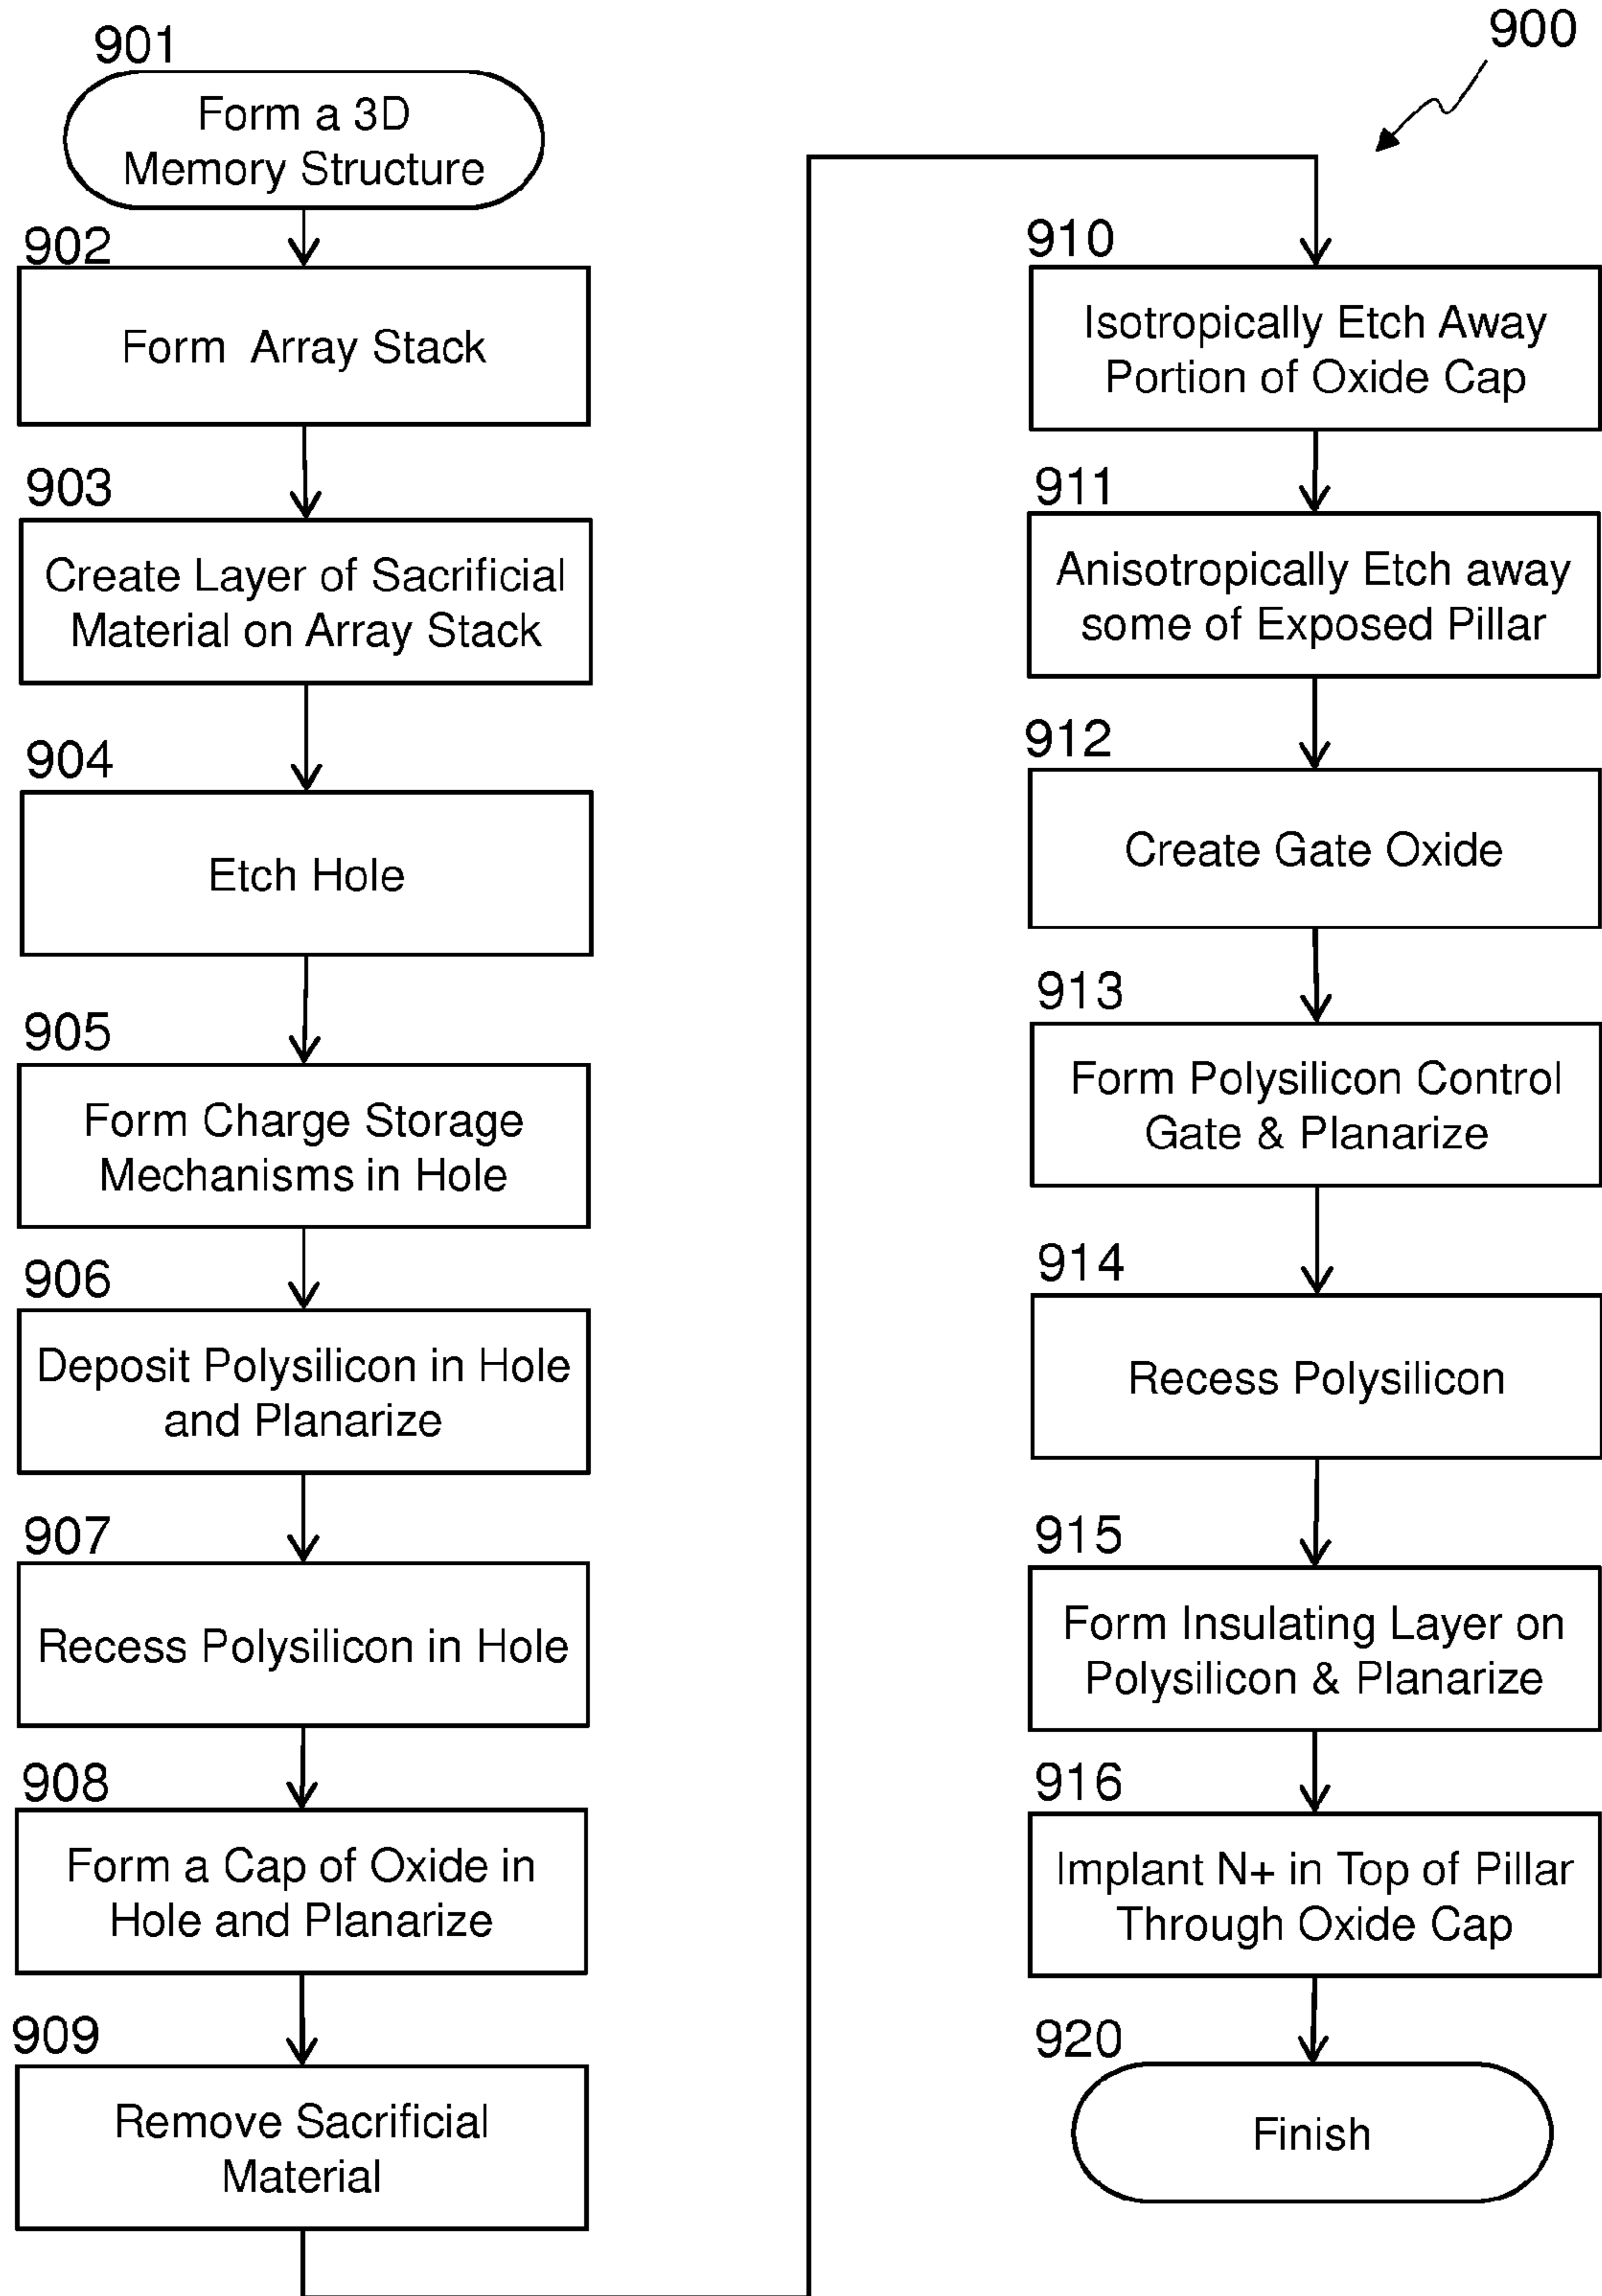 901
Form a 3D
Memory Structure
902
Form Array Stack
903
Create Layer of Sacrificial
Material on Array Stack
904
Etch Hole
905
Form Charge Storage
Mechanisms in Hole
906
Deposit Polysilicon in Hole
and Planarize
907
Recess Polysilicon in Hole
908
Form a Cap of Oxide in
Hole and Planarize
909
Remove Sacrificial
Material
900
910
Isotropically Etch Away
Portion of Oxide Cap
911
Anisotropically Etch away
some of Exposed Pillar
912
Create Gate Oxide
913
Form Polysilicon Control
Gate & Planarize
914
Recess Polysilicon
915
Form Insulating Layer on
Polysilicon & Planarize
916
Implant N+ in Top of Pillar
Through Oxide Cap
920
Finish